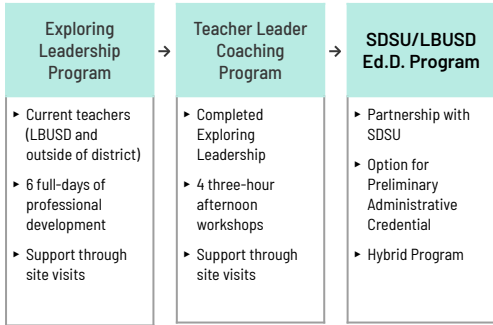 Exploring
Leadership
Program
→
Teacher Leader
Coaching
Program
→
SDSU/LBUSD
Ed.D. Program
▸ Current teachers
(LBUSD and
outside of district)
▸ 6 full-days of
professional
development
▸ Support through
site visits
▸ Completed
Exploring
Leadership
▸ 4 three-hour
afternoon
workshops
▸ Support through
site visits
▸ Partnership with
SDSU
▸ Option for
Preliminary
Administrative
Credential
▸ Hybrid Program